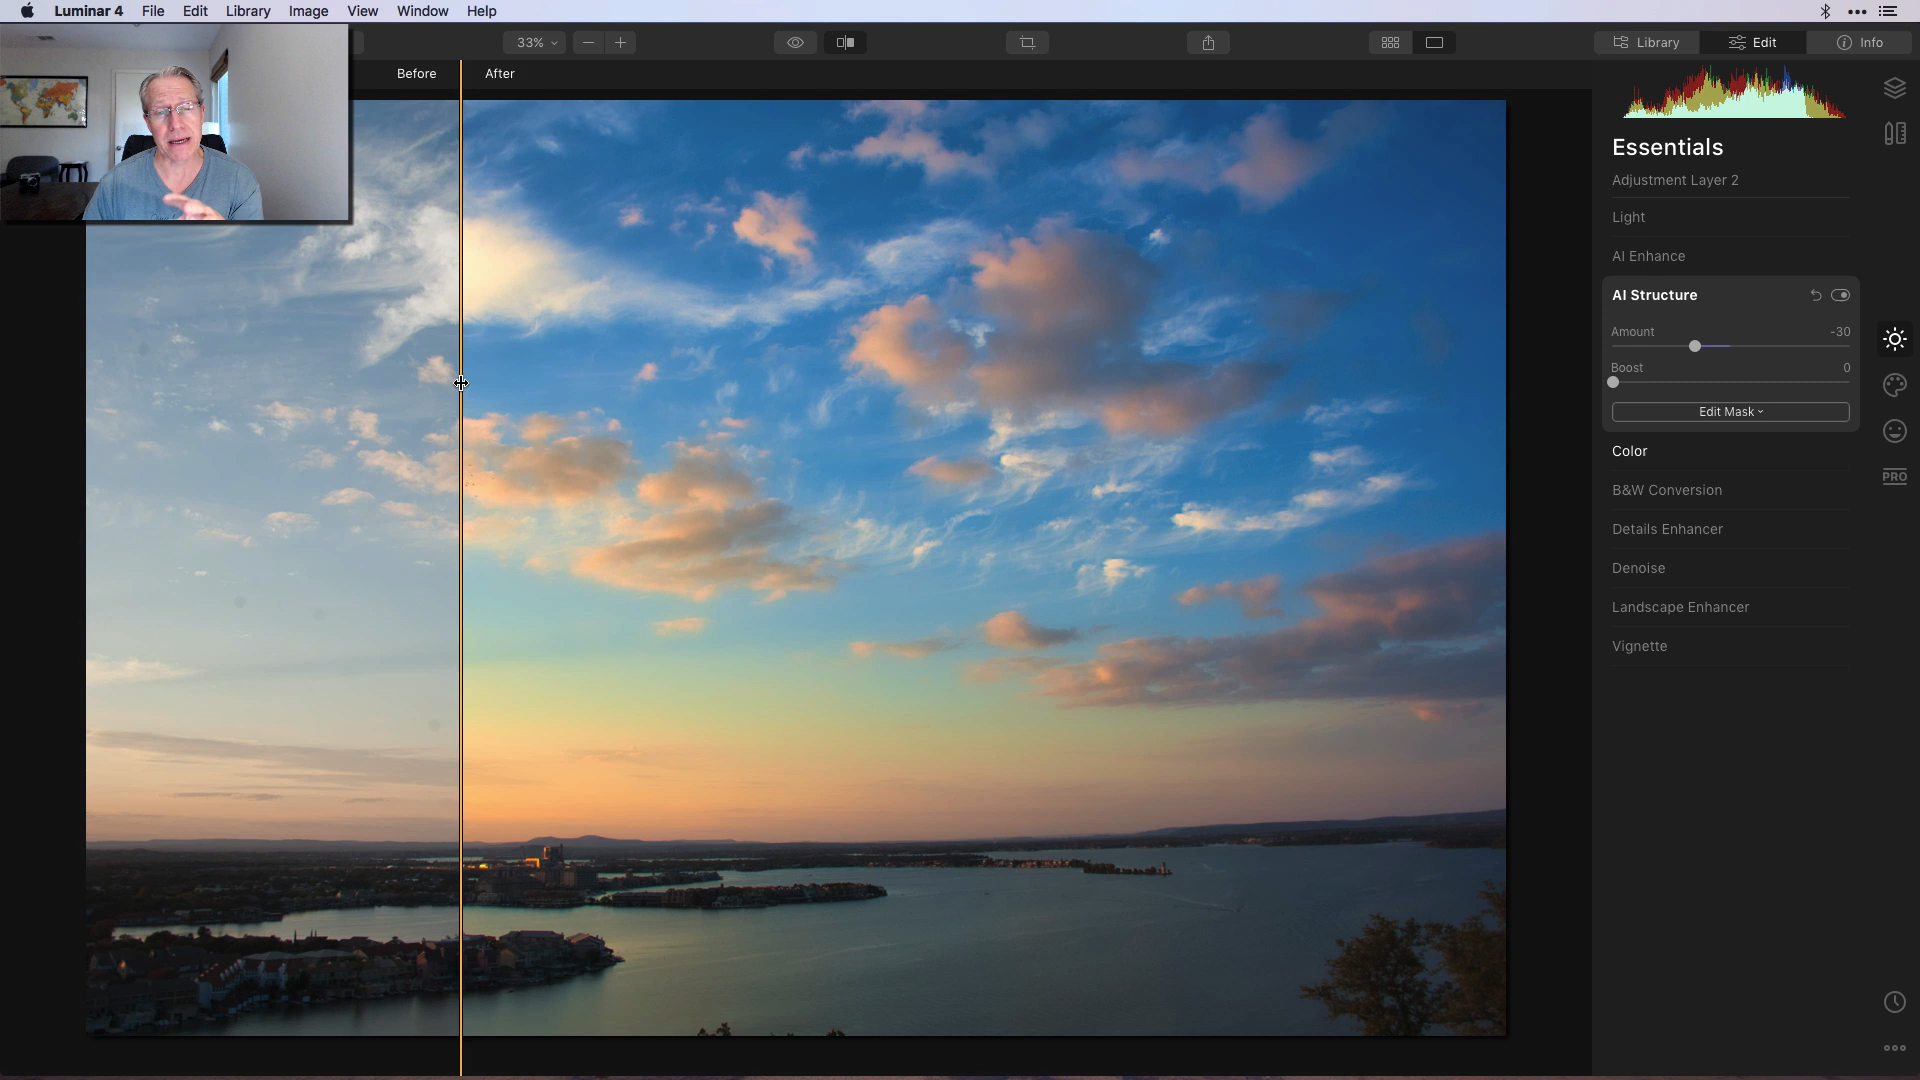 Luminar 4 File Edit Library Image View Window Help
33%
Library Edit Info
Before After
Essentials
Adjustment Layer 2
Light
AI Enhance
AI Structure
Amount -30
Boost 0
Edit Mask
Color
B&W Conversion
Details Enhancer
Denoise
Landscape Enhancer
Vignette
PRO